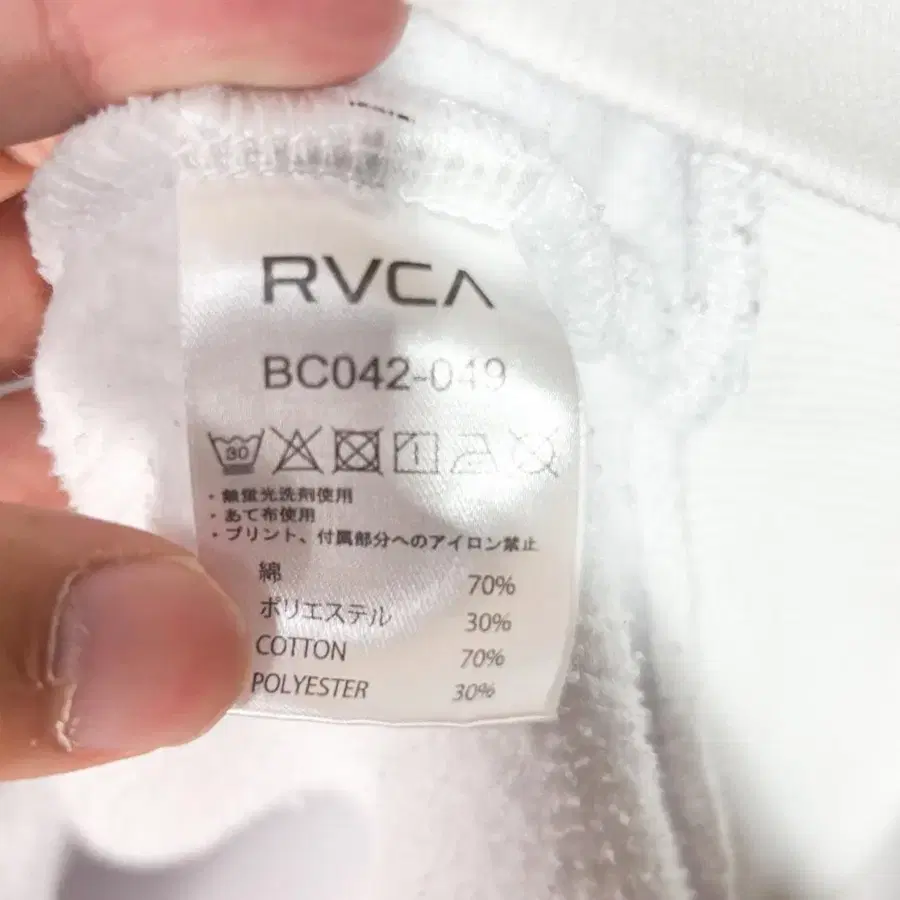 RVCA
BC042-049
30
・無蛍光洗剤使用
・あて布使用
・プリント、付属部分へのアイロン禁止
綿 70%
ポリエステル 30%
COTTON 70%
POLYESTER 30%